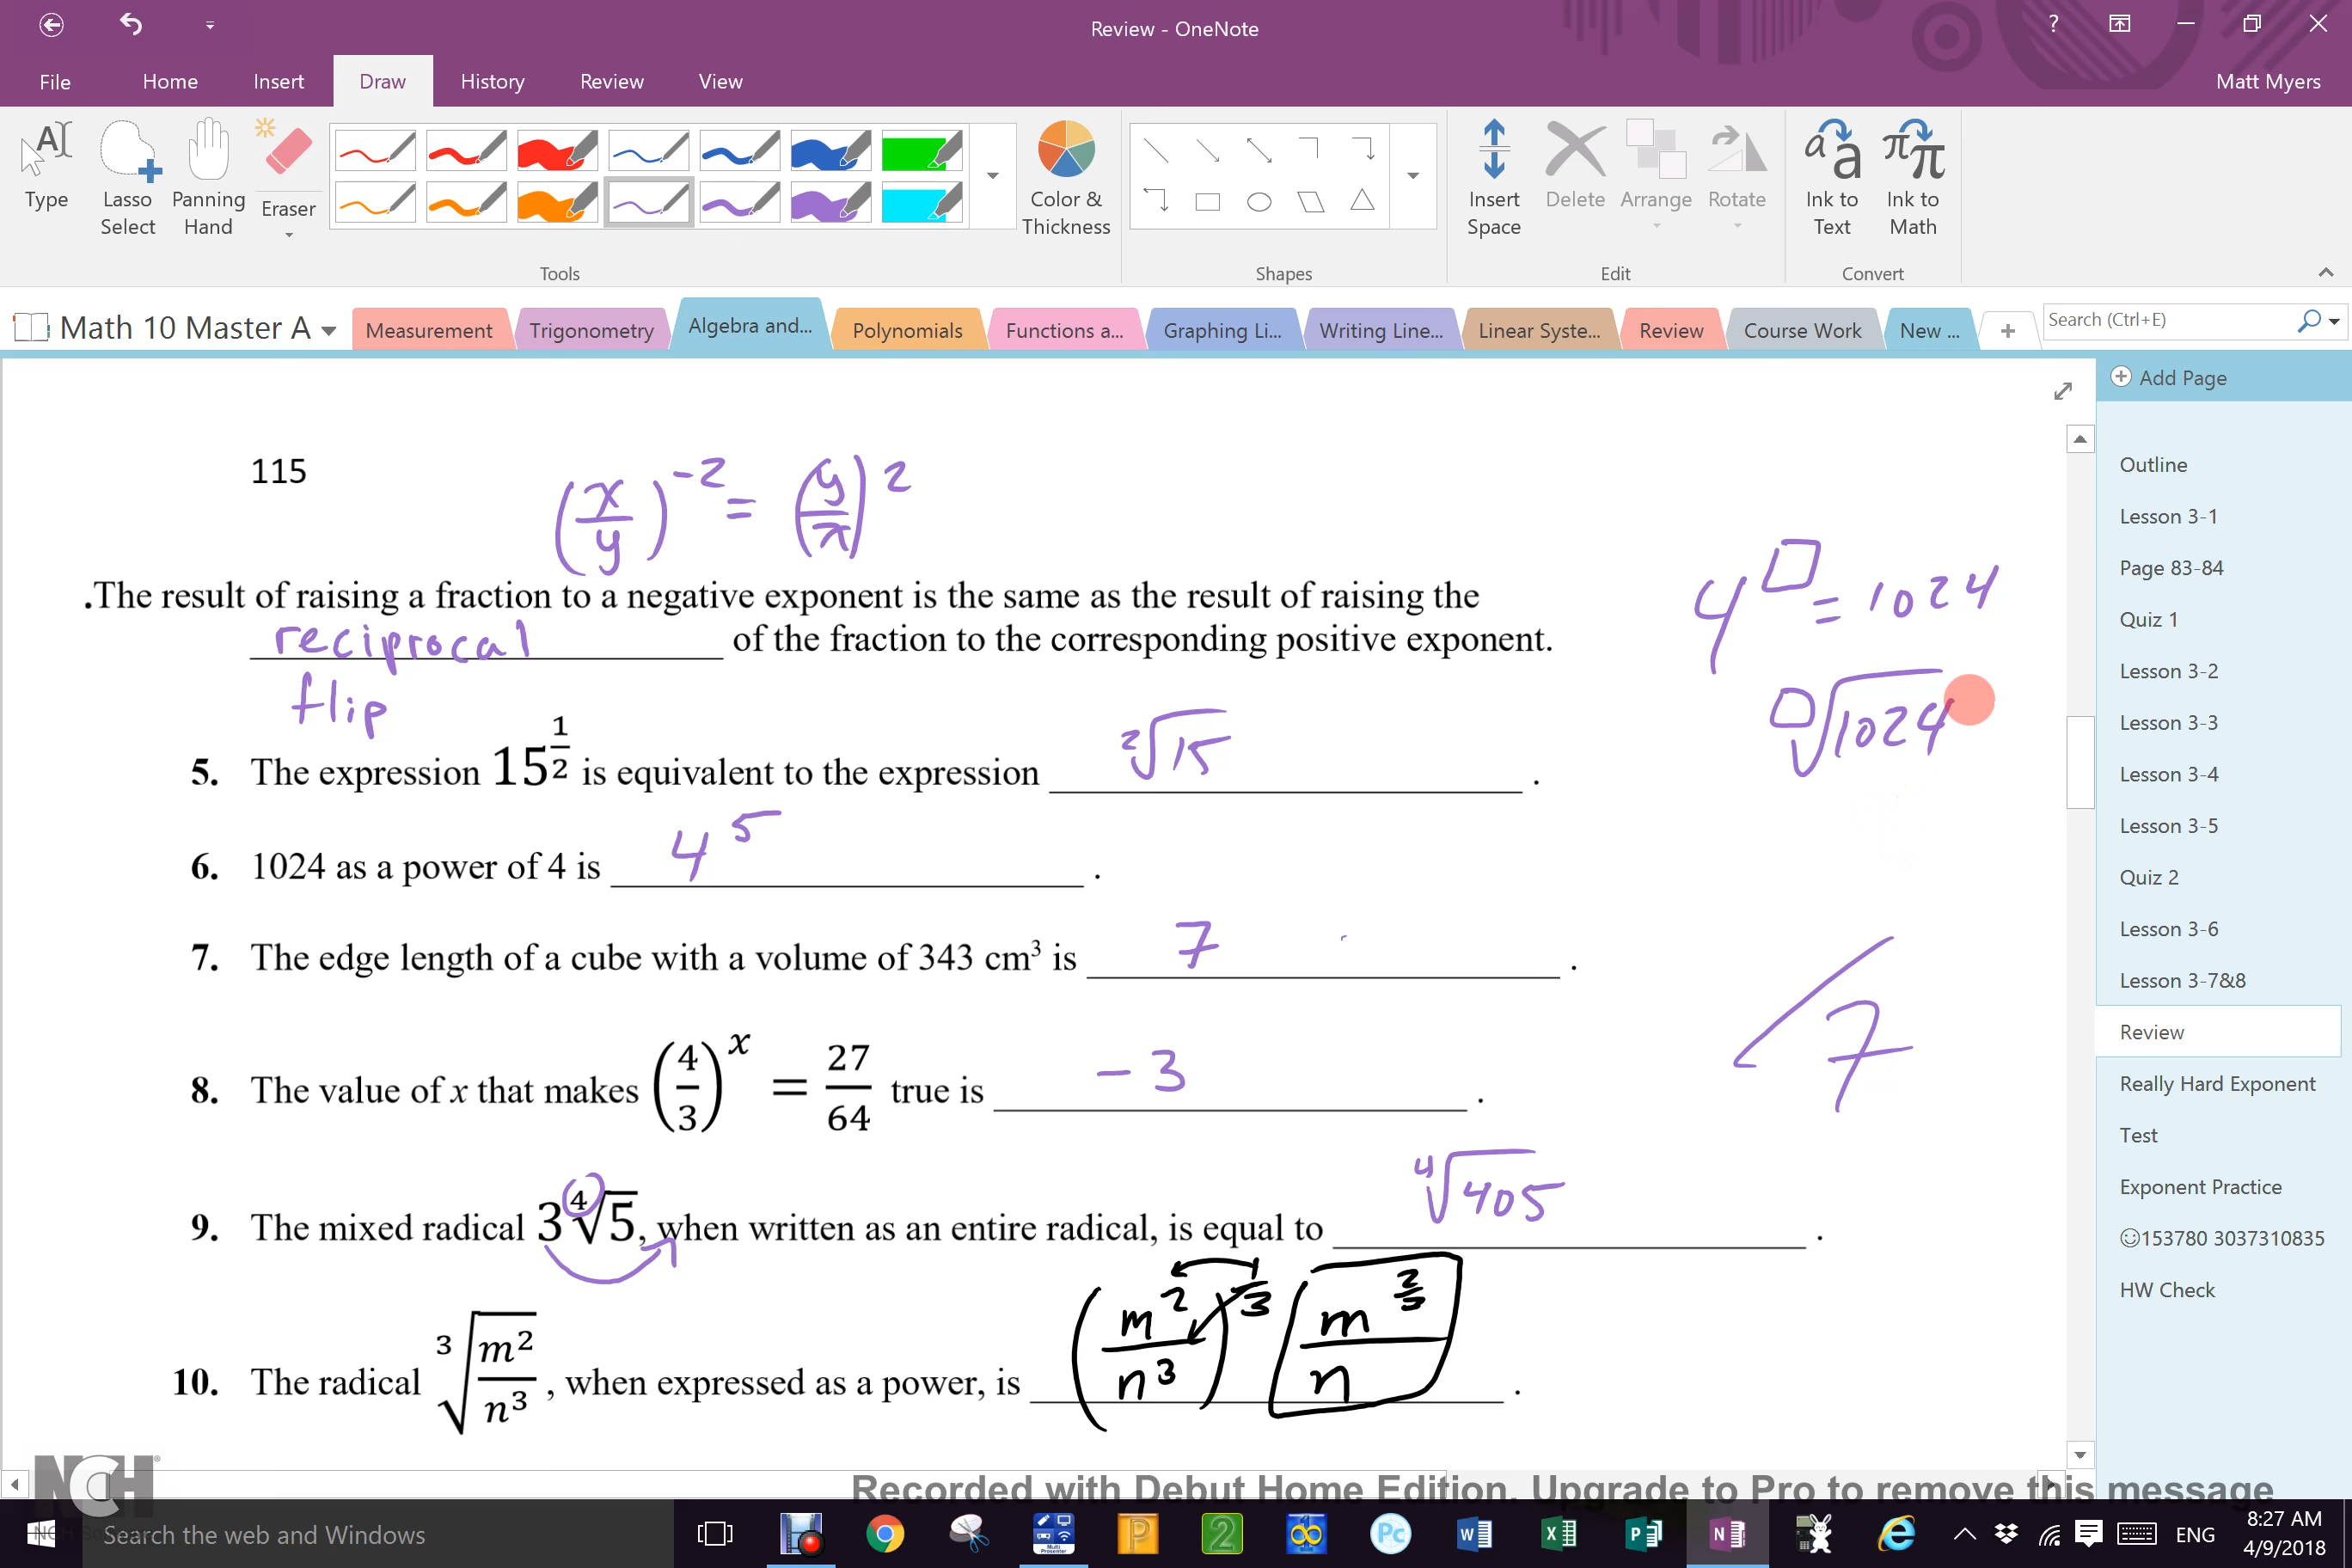 Review - OneNote
?
File Home Insert Draw History Review View
Matt Myers
Type
Lasso Select
Panning Hand
Eraser
Color & Thickness
Insert Space
Delete
Arrange
Rotate
Ink to Text
Ink to Math
Tools
Shapes
Edit
Convert
Math 10 Master A
Measurement
Trigonometry
Algebra and...
Polynomials
Functions a...
Graphing Li...
Writing Line...
Linear Syste...
Review
Course Work
New ...
+
Search (Ctrl+E)
Add Page
Outline
Lesson 3-1
Page 83-84
Quiz 1
Lesson 3-2
Lesson 3-3
Lesson 3-4
Lesson 3-5
Quiz 2
Lesson 3-6
Lesson 3-7&8
Review
Really Hard Exponent
Test
Exponent Practice
☺153780 3037310835
HW Check
115
(x/y)^-2 = (y/x)^2
.The result of raising a fraction to a negative exponent is the same as the result of raising the
reciprocal of the fraction to the corresponding positive exponent.
flip
4^□ = 1024
□√1024
5. The expression 15^(1/2) is equivalent to the expression ²√15 .
6. 1024 as a power of 4 is 4^5 .
7. The edge length of a cube with a volume of 343 cm³ is 7 .
7
8. The value of x that makes (4/3)^x = 27/64 true is -3 .
9. The mixed radical 3⁴√5, when written as an entire radical, is equal to ⁴√405 .
10. The radical ³√(m²/n³), when expressed as a power, is (m²/n³)^(1/3) m^(2/3)/n .
NCH
Recorded with Debut Home Edition. Upgrade to Pro to remove this message
Search the web and Windows
ENG
8:27 AM
4/9/2018